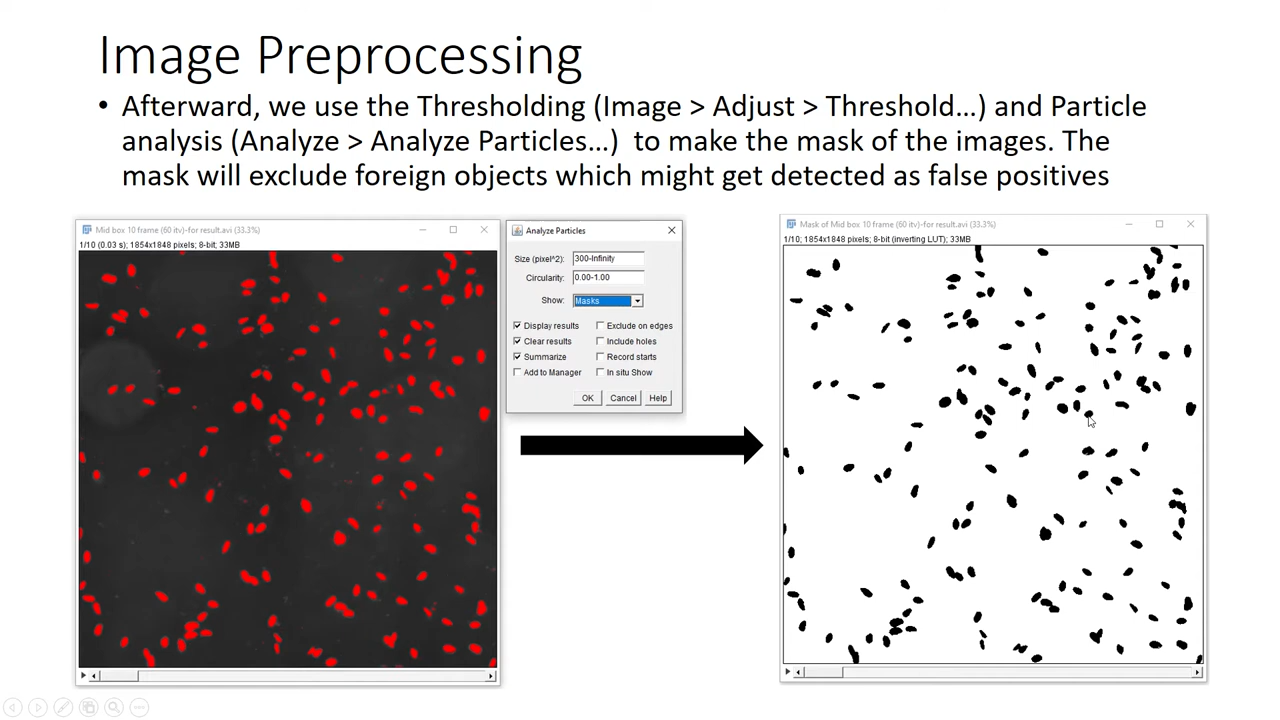 Image Preprocessing
• Afterward, we use the Thresholding (Image > Adjust > Threshold…) and Particle
analysis (Analyze > Analyze Particles…)  to make the mask of the images. The
mask will exclude foreign objects which might get detected as false positives
Mid box 10 frame (60 itv)-for result.avi (33.3%)
1/10 (0.03 s); 1854x1848 pixels; 8-bit; 33MB
Analyze Particles
Size (pixel^2): 300-Infinity
Circularity: 0.00-1.00
Show: Masks
Display results Exclude on edges
Clear results Include holes
Summarize Record starts
Add to Manager In situ Show
OK Cancel Help
Mask of Mid box 10 frame (60 itv)-for result.avi (33.3%)
1/10; 1854x1848 pixels; 8-bit (inverting LUT); 33MB